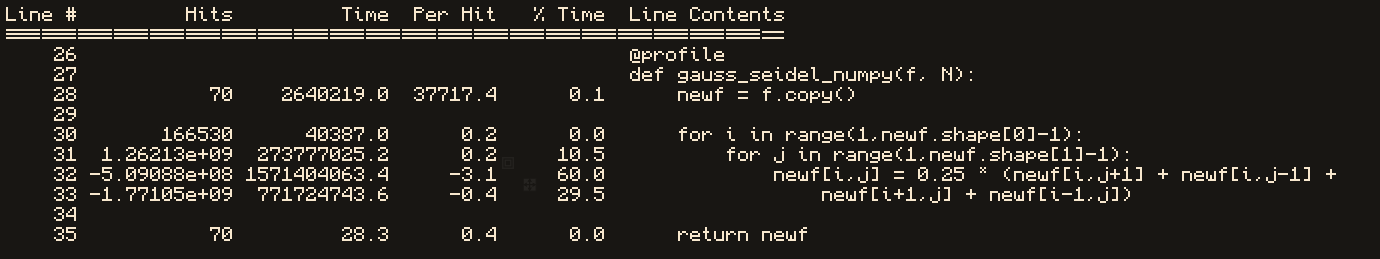 Line #         Hits         Time  Per Hit   % Time  Line Contents
=================================================================
    26                                              @profile
    27                                              def gauss_seidel_numpy(f, N):
    28           70    2640219.0  37717.4      0.1      newf = f.copy()
    29
    30       166530      40387.0      0.2      0.0      for i in range(1,newf.shape[0]-1):
    31  1.26213e+09  273777025.2      0.2     10.5          for j in range(1,newf.shape[1]-1):
    32 -5.09088e+08 1571404063.4     -3.1     60.0              newf[i,j] = 0.25 * (newf[i,j+1] + newf[i,j-1] +
    33 -1.77105e+09  771724743.6     -0.4     29.5                  newf[i+1,j] + newf[i-1,j])
    34
    35           70         28.3      0.4      0.0      return newf